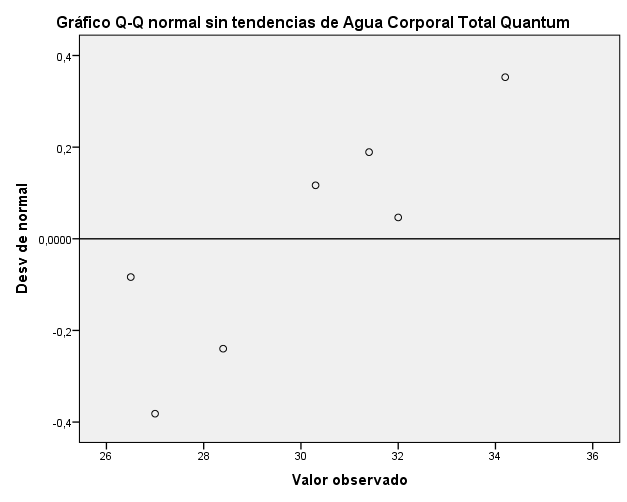 Gráfico Q-Q normal sin tendencias de Agua Corporal Total Quantum
Desv de normal
0,4
0,2
0,0000
-0,2
-0,4
26 28 30 32 34 36
Valor observado